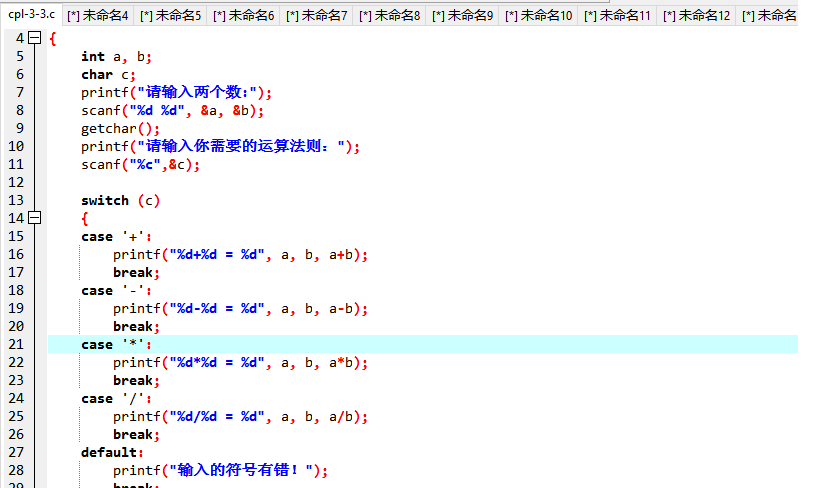 cpl-3-3.c [*] 未命名4 [*] 未命名5 [*] 未命名6 [*] 未命名7 [*] 未命名8 [*] 未命名9 [*] 未命名10 [*] 未命名11 [*] 未命名12 [*] 未命名
4 {
5 int a, b;
6 char c;
7 printf("请输入两个数:");
8 scanf("%d %d", &a, &b);
9 getchar();
10 printf("请输入你需要的运算法则：");
11 scanf("%c",&c);
12
13 switch (c)
14 {
15 case '+':
16 printf("%d+%d = %d", a, b, a+b);
17 break;
18 case '-':
19 printf("%d-%d = %d", a, b, a-b);
20 break;
21 case '*':
22 printf("%d*%d = %d", a, b, a*b);
23 break;
24 case '/':
25 printf("%d/%d = %d", a, b, a/b);
26 break;
27 default:
28 printf("输入的符号有错！");
29 break;